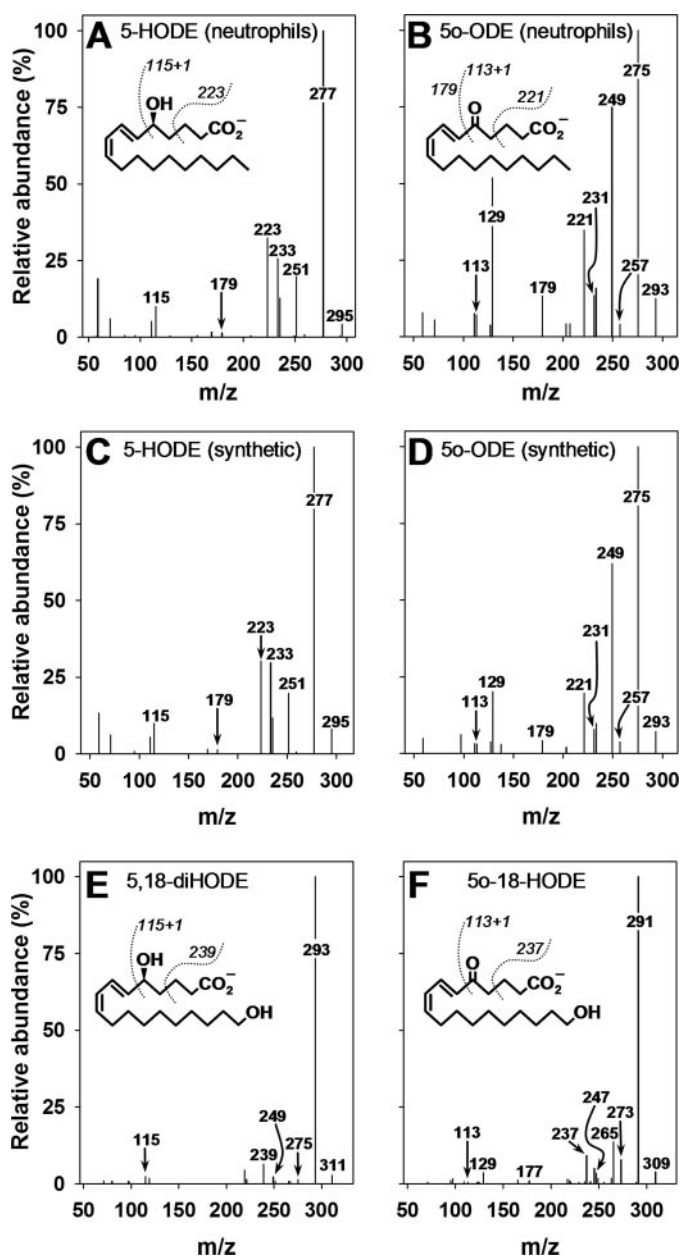 A 5-HODE (neutrophils)
Relative abundance (%)
100
75
50
25
0
115+1
223
OH
CO2−
277
223
233
251
179
115
295
50 100 150 200 250 300
m/z
B 5o-ODE (neutrophils)
179
113+1
221
O
CO2−
275
249
231
129
221
113
179
257
293
50 100 150 200 250 300
m/z
C 5-HODE (synthetic)
Relative abundance (%)
100
75
50
25
0
277
223
233
251
179
115
295
50 100 150 200 250 300
m/z
D 5o-ODE (synthetic)
275
249
231
129
221
113
179
257
293
50 100 150 200 250 300
m/z
E 5,18-diHODE
Relative abundance (%)
100
75
50
25
0
115+1
239
OH
CO2−
OH
293
249
115
239
275
311
50 100 150 200 250 300
m/z
F 5o-18-HODE
113+1
237
O
CO2−
OH
291
247
273
113
237
265
129
177
309
50 100 150 200 250 300
m/z